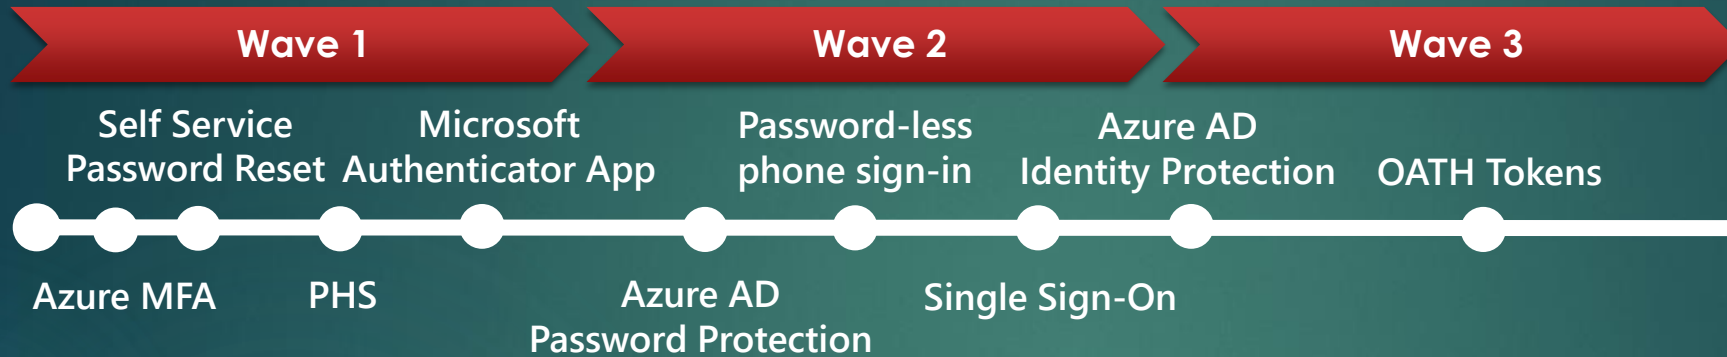 Wave 1
Wave 2
Wave 3
Self Service
Password Reset
Microsoft
Authenticator App
Password-less
phone sign-in
Azure AD
Identity Protection
OATH Tokens
Azure MFA
PHS
Azure AD
Password Protection
Single Sign-On